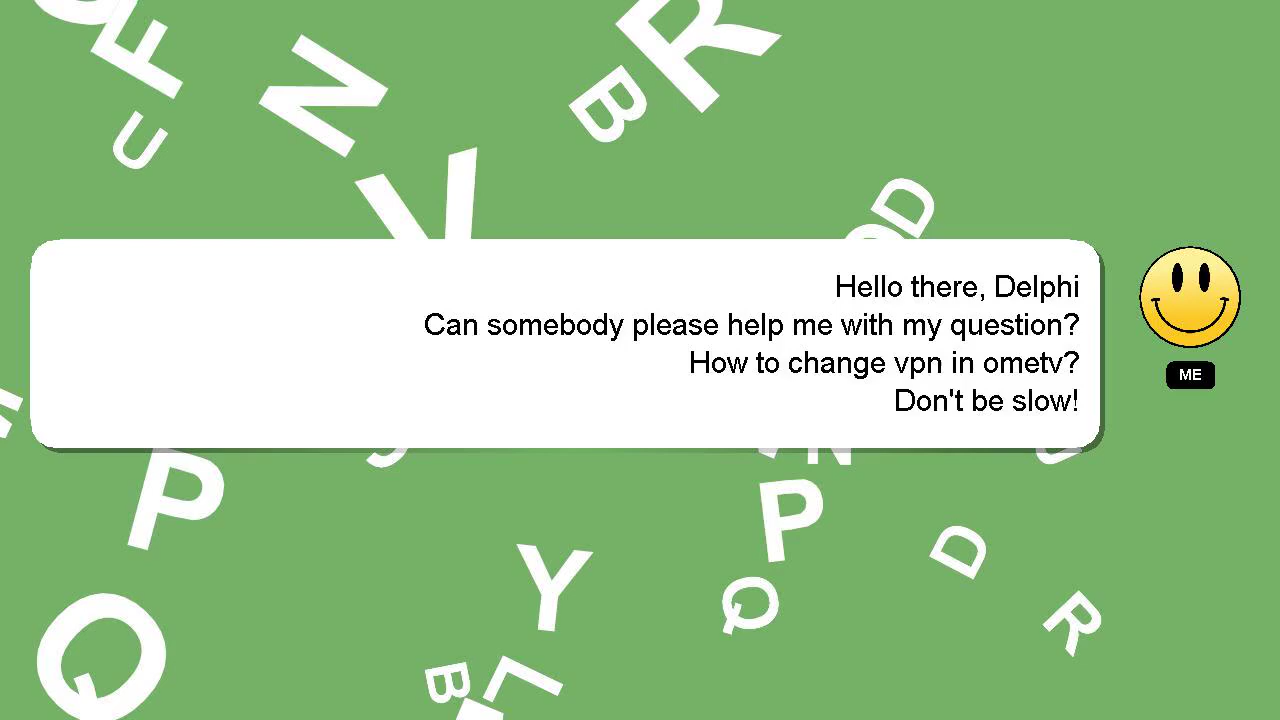 Hello there, Delphi
Can somebody please help me with my question?
How to change vpn in ometv?
Don't be slow!
ME
F
U
N
B
R
V
D
P
P
Y
Q
D
Q
R
B
L